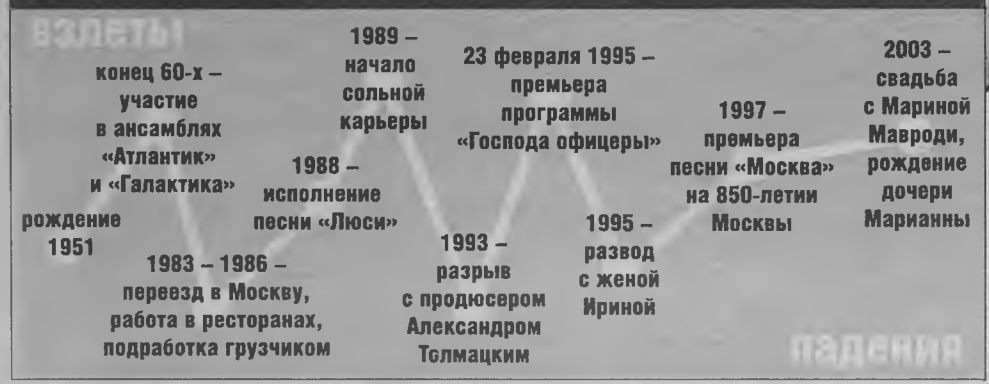 взлеты
рождение
1951
конец 60-х –
участие
в ансамблях
«Атлантик»
и «Галактика»
1983 – 1986 –
переезд в Москву,
работа в ресторанах,
подработка грузчиком
1988 –
исполнение
песни «Люси»
1989 –
начало
сольной
карьеры
1993 –
разрыв
с продюсером
Александром
Толмацким
23 февраля 1995 –
премьера
программы
«Господа офицеры»
1995 –
развод
с женой
Ириной
1997 –
премьера
песни «Москва»
на 850-летии
Москвы
2003 –
свадьба
с Мариной
Мавроди,
рождение
дочери
Марианны
падения